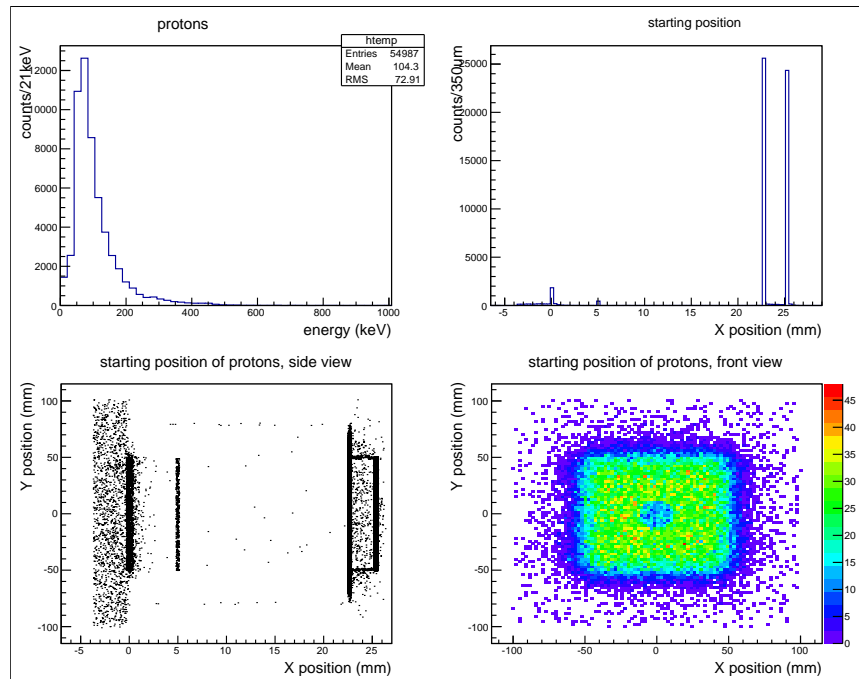 protons
htemp
Entries 54987
Mean 104.3
RMS 72.91
counts/21keV
12000
10000
8000
6000
4000
2000
0
0 200 400 600 800 1000
energy (keV)
starting position
counts/350um
25000
20000
15000
10000
5000
0
-5 0 5 10 15 20 25
X position (mm)
starting position of protons, side view
Y position (mm)
100
50
0
-50
-100
-5 0 5 10 15 20 25
X position (mm)
starting position of protons, front view
Y position (mm)
100
50
0
-50
-100
-100 -50 0 50 100
X position (mm)
45
40
35
30
25
20
15
10
5
0